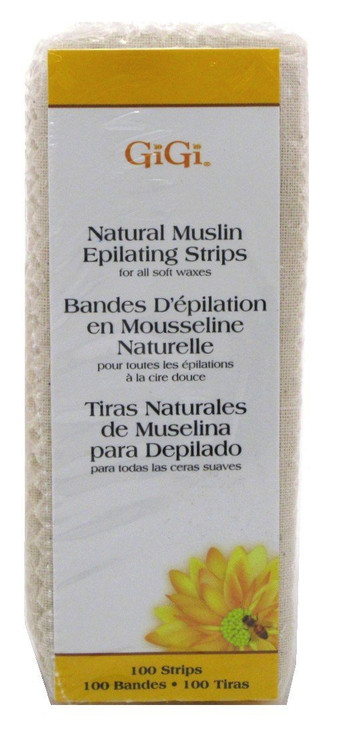 GiGi®
Natural Muslin
Epilating Strips
for all soft waxes
Bandes D'épilation
en Mousseline
Naturelle
pour toutes les épilations
à la cire douce
Tiras Naturales
de Muselina
para Depilado
para todas las ceras suaves
100 Strips
100 Bandes • 100 Tiras